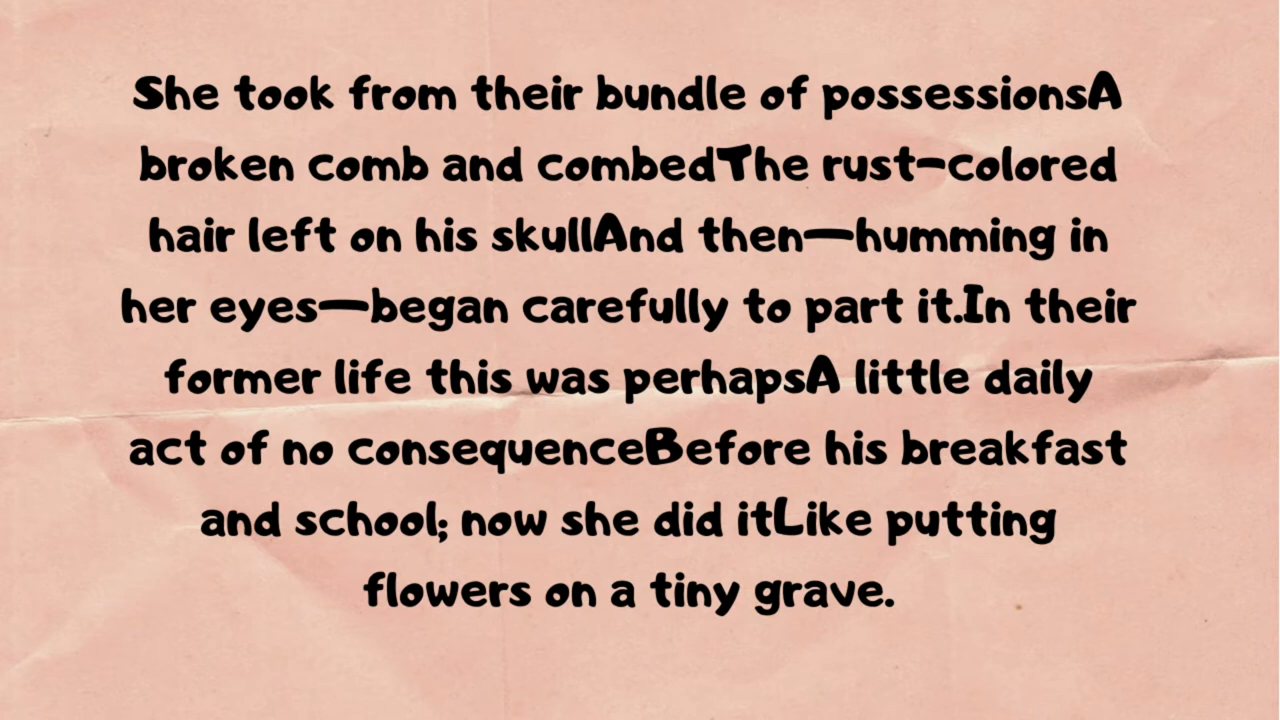 She took from their bundle of possessionsA
broken comb and combedThe rust-colored
hair left on his skullAnd then—humming in
her eyes—began carefully to part it.In their
former life this was perhapsA little daily
act of no consequenceBefore his breakfast
and school; now she did itLike putting
flowers on a tiny grave.